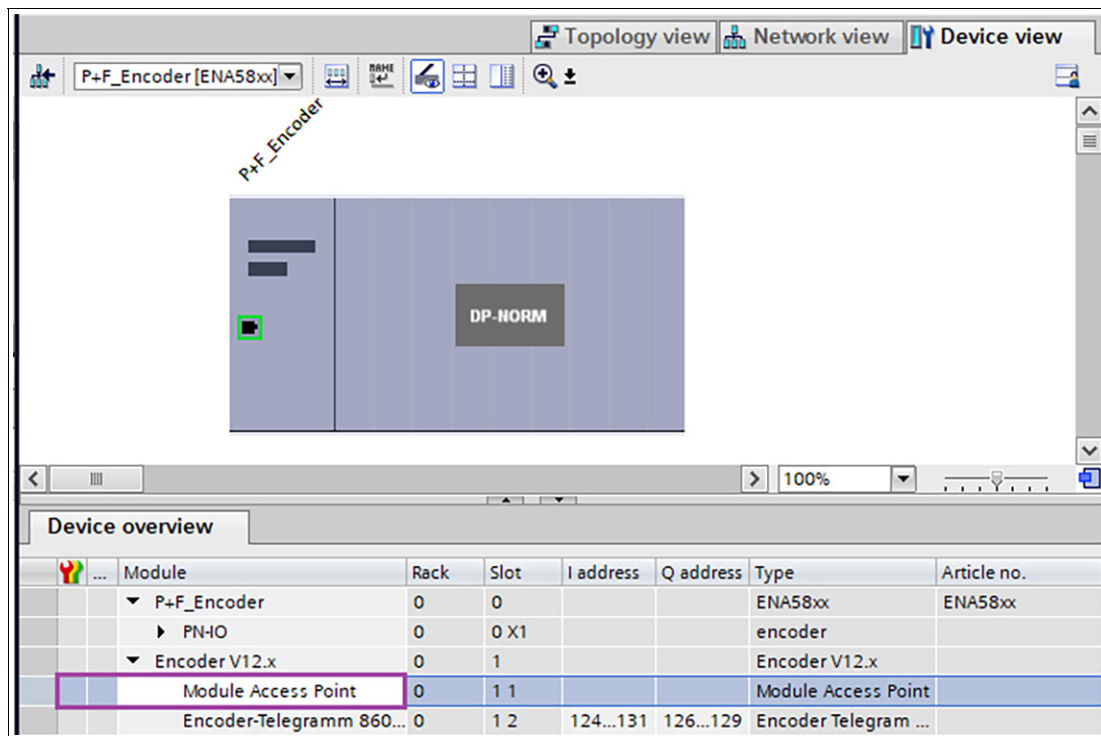 Topology view Network view Device view
P+F_Encoder [ENA58xx] NAME
P+F_Encoder
DP-NORM
100%
Device overview
... Module Rack Slot I address Q address Type Article no.
P+F_Encoder 0 0 ENA58xx ENA58xx
PN-IO 0 0 X1 encoder
Encoder V12.x 0 1 Encoder V12.x
Module Access Point 0 1 1 Module Access Point
Encoder-Telegramm 860... 0 1 2 124...131 126...129 Encoder Telegram ...